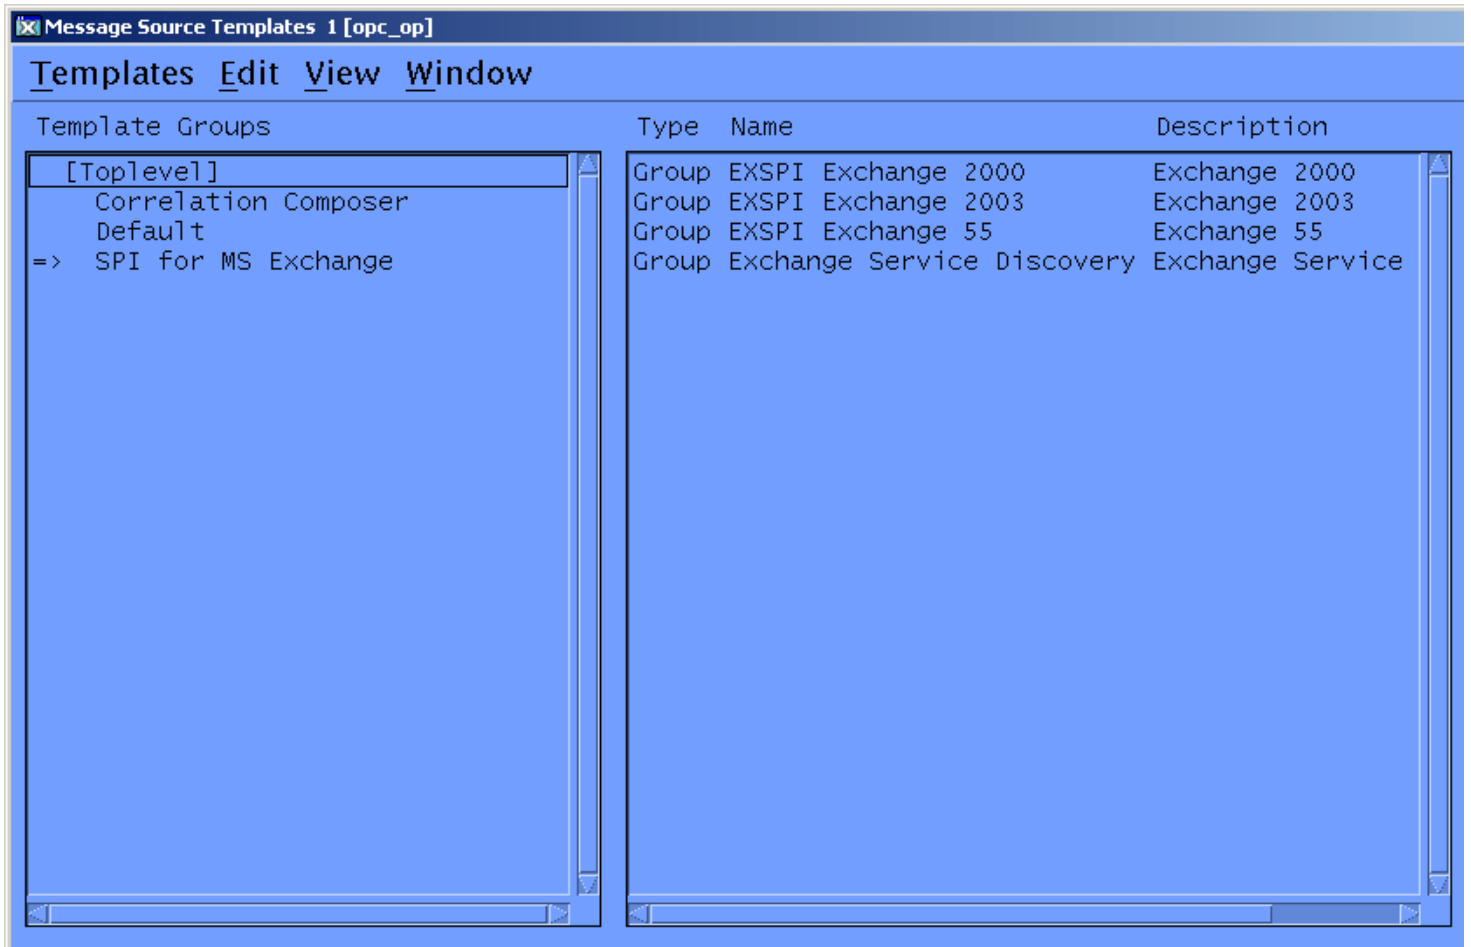 Message Source Templates 1 [opc_op]
Templates Edit View Window
Template Groups
[Toplevel]
Correlation Composer
Default
=> SPI for MS Exchange
Type Name Description
Group EXSPI Exchange 2000 Exchange 2000
Group EXSPI Exchange 2003 Exchange 2003
Group EXSPI Exchange 55 Exchange 55
Group Exchange Service Discovery Exchange Service